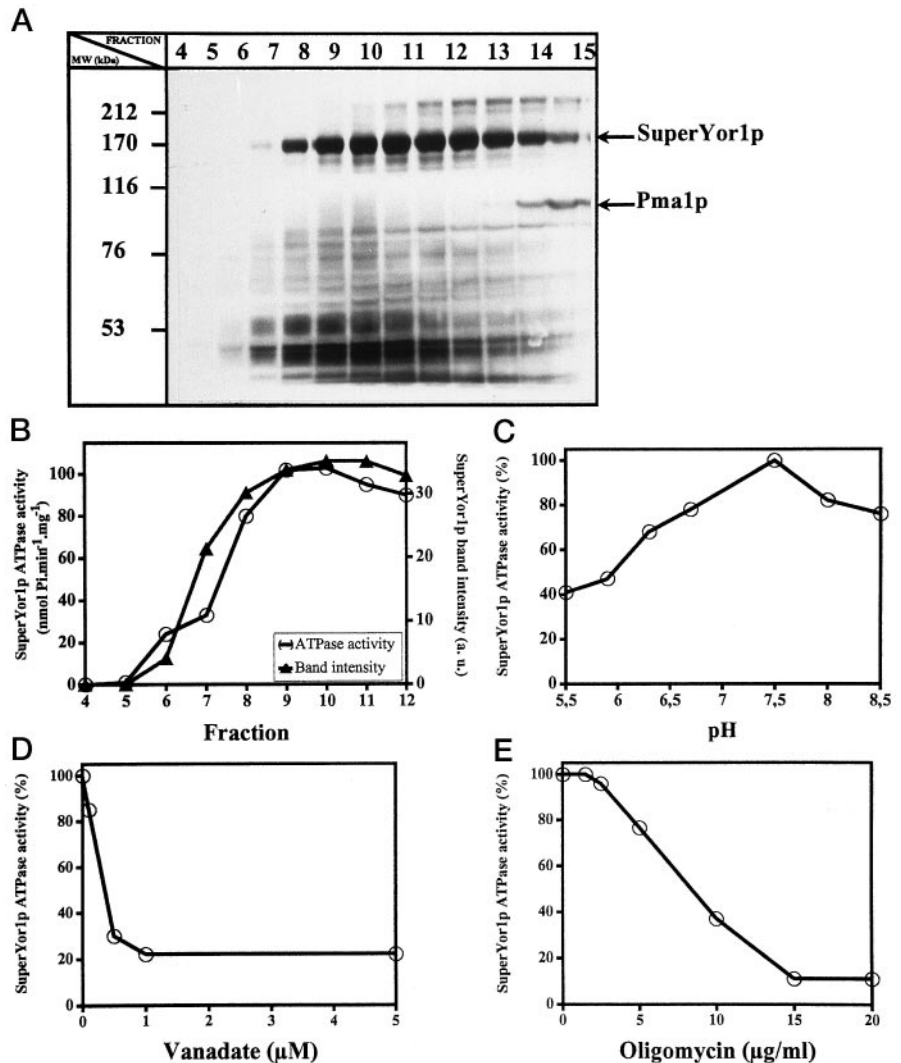 A
FRACTION
MW (kDa)
4 5 6 7 8 9 10 11 12 13 14 15
212
170
116
76
53
SuperYor1p
Pma1p
B
SuperYor1p ATPase activity
(nmol Pi.min⁻¹.mg⁻¹)
100
80
60
40
20
0
4 5 6 7 8 9 10 11 12
Fraction
30
20
10
0
SuperYor1p band intensity (a. u.)
ATPase activity
Band intensity
C
SuperYor1p ATPase activity (%)
100
80
60
40
20
0
5,5 6 6,5 7 7,5 8 8,5
pH
D
SuperYor1p ATPase activity (%)
100
80
60
40
20
0
0 1 2 3 4 5
Vanadate (µM)
E
SuperYor1p ATPase activity (%)
100
80
60
40
20
0
0 5 10 15 20
Oligomycin (µg/ml)